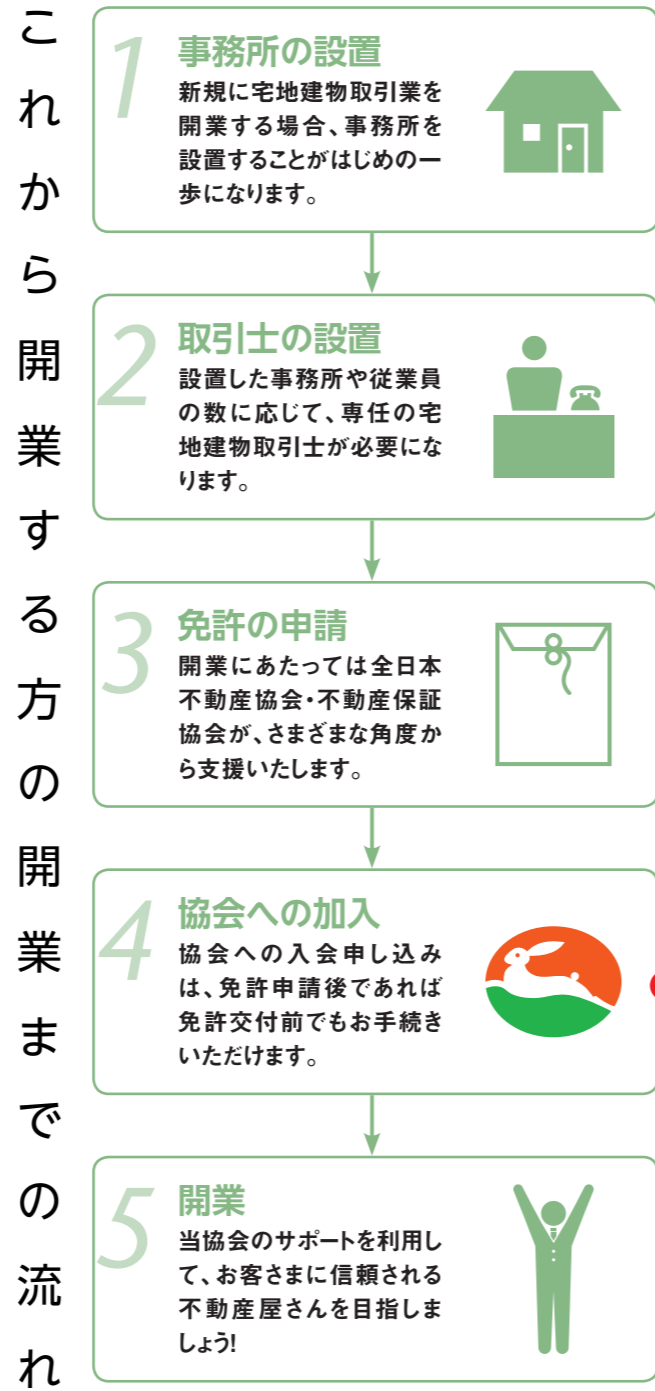 これから開業する方の開業までの流れ
1
事務所の設置
新規に宅地建物取引業を
開業する場合、事務所を
設置することがはじめの一
歩になります。
2
取引士の設置
設置した事務所や従業員
の数に応じて、専任の宅
地建物取引士が必要にな
ります。
3
免許の申請
開業にあたっては全日本
不動産協会・不動産保証
協会が、さまざまな角度か
ら支援いたします。
4
協会への加入
協会への入会申し込み
は、免許申請後であれば
免許交付前でもお手続き
いただけます。
5
開業
当協会のサポートを利用し
て、お客さまに信頼される
不動産屋さんを目指しま
しょう!